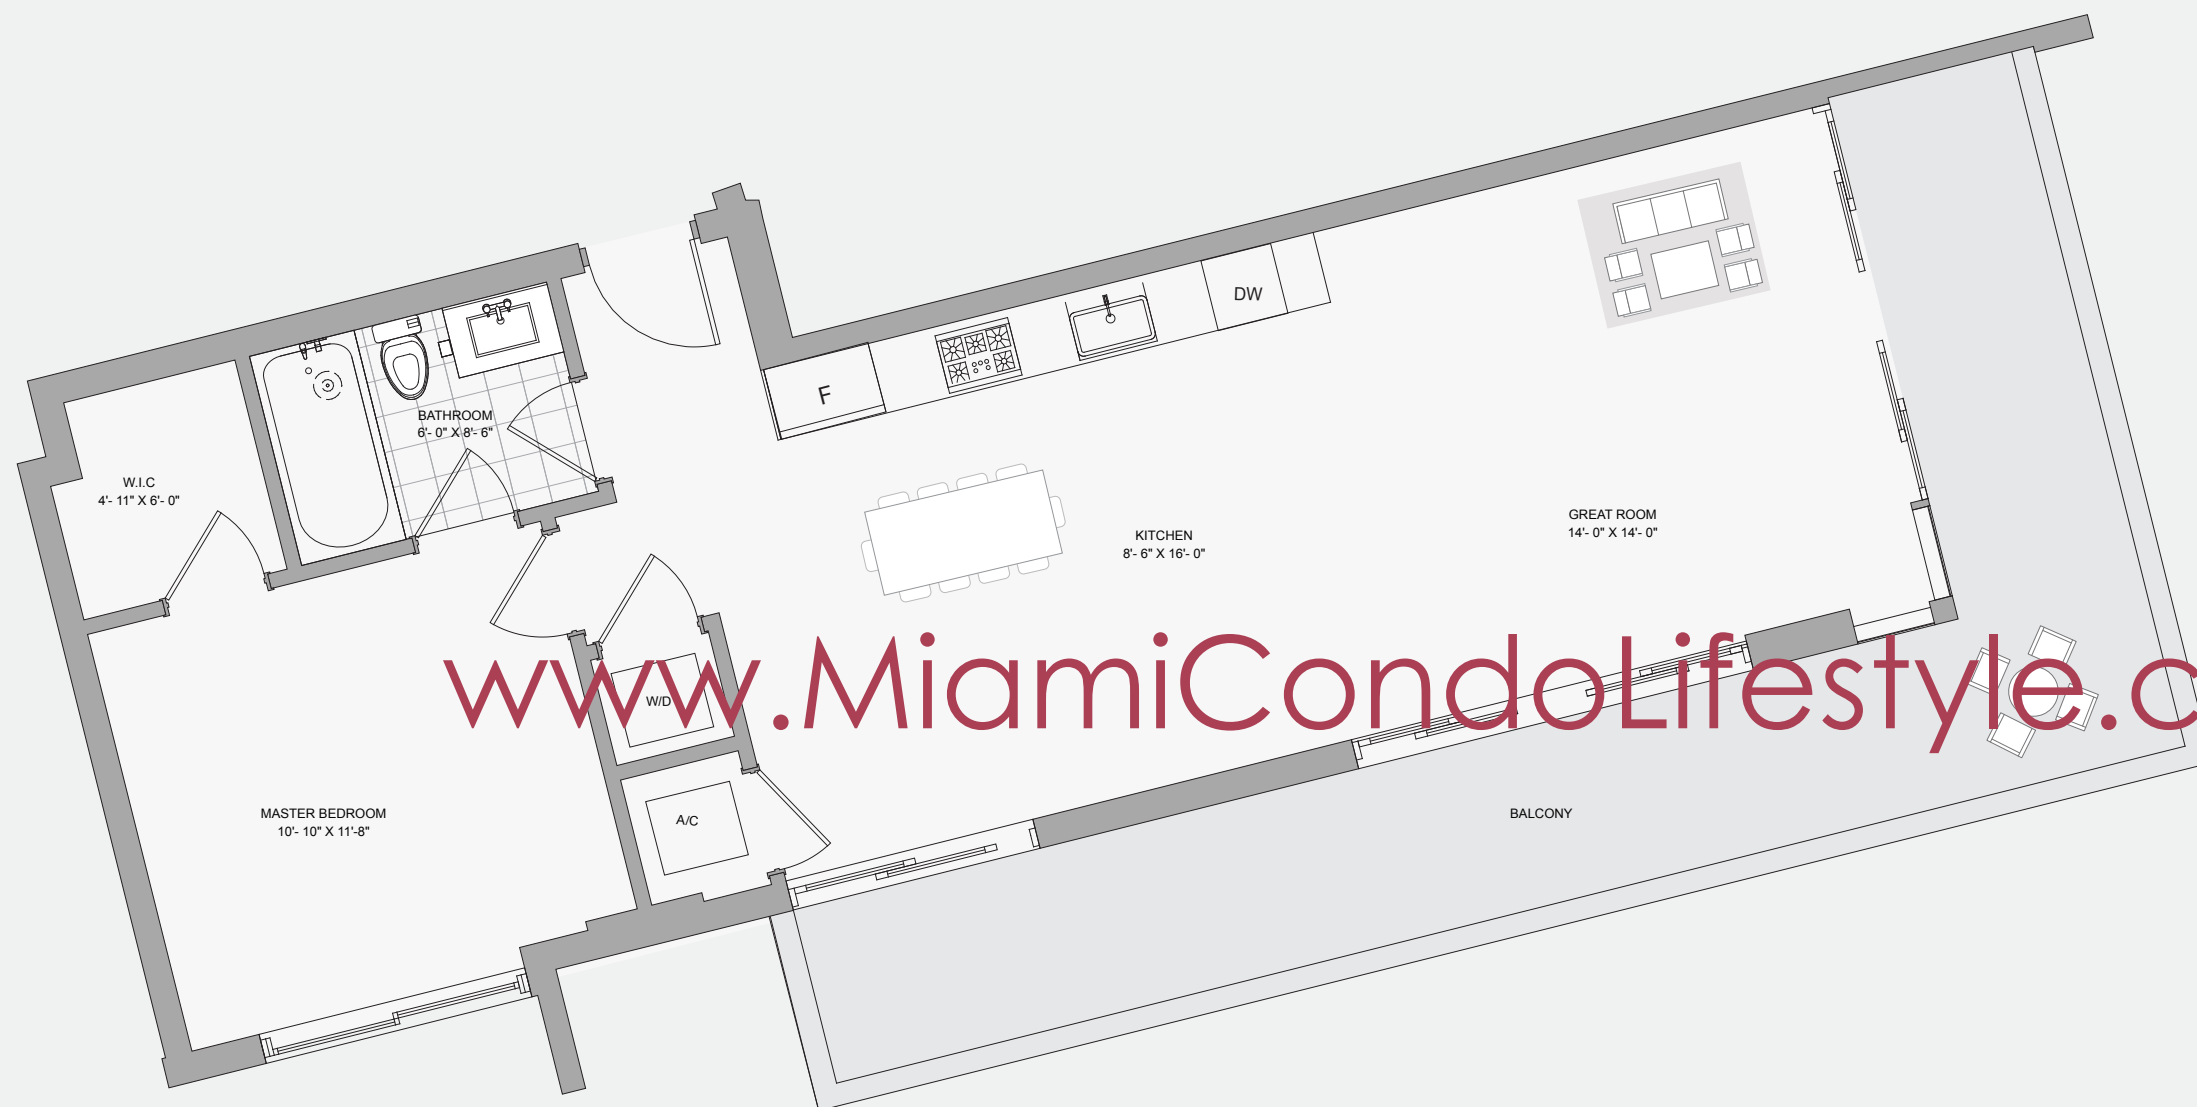 DW
F
BATHROOM
6'- 0" X 8'- 6"
W.I.C
4'- 11" X 6'- 0"
KITCHEN
8'- 6" X 16'- 0"
GREAT ROOM
14'- 0" X 14'- 0"
W/D
www.MiamiCondoLifestyle.c
A/C
MASTER BEDROOM
10'- 10" X 11'-8"
BALCONY